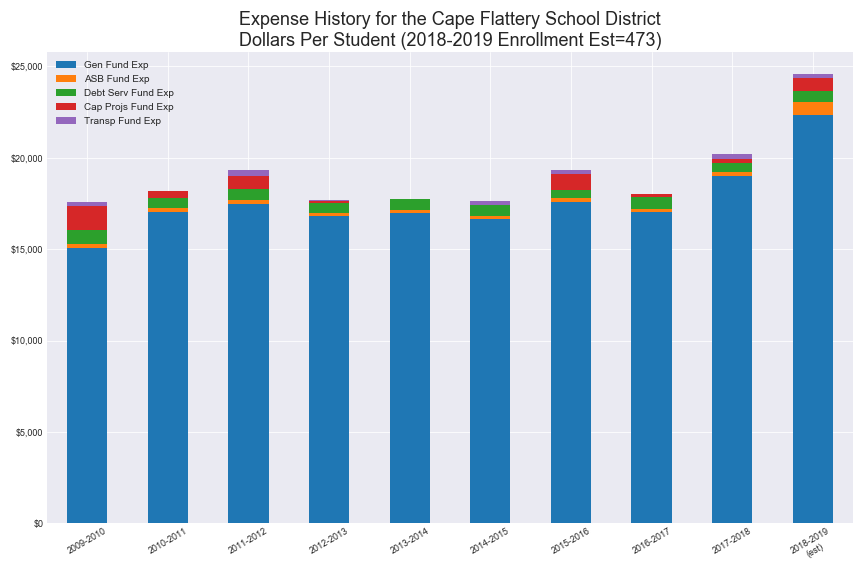 Expense History for the Cape Flattery School District
Dollars Per Student (2018-2019 Enrollment Est=473)
Gen Fund Exp
ASB Fund Exp
Debt Serv Fund Exp
Cap Projs Fund Exp
Transp Fund Exp
$25,000
$20,000
$15,000
$10,000
$5,000
$0
2009-2010
2010-2011
2011-2012
2012-2013
2013-2014
2014-2015
2015-2016
2016-2017
2017-2018
2018-2019
(est)